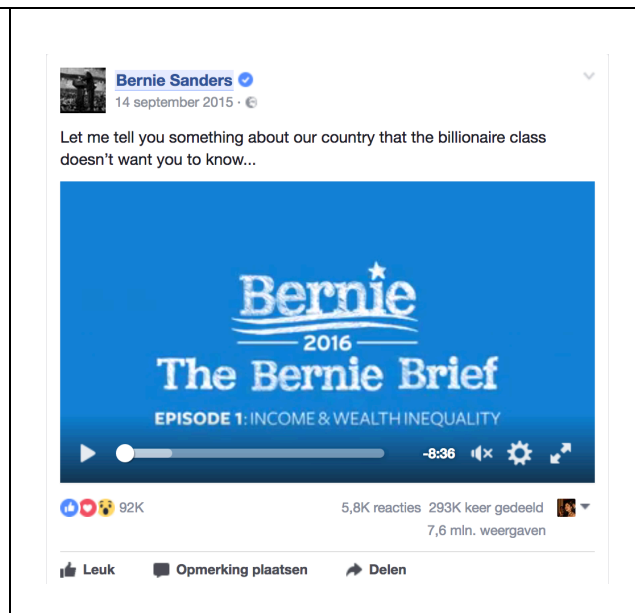 Bernie Sanders
14 september 2015 ·
Let me tell you something about our country that the billionaire class
doesn't want you to know...
Bernie
2016
The Bernie Brief
EPISODE 1: INCOME & WEALTH INEQUALITY
-8:36
92K 5,8K reacties 293K keer gedeeld
7,6 mln. weergaven
Leuk Opmerking plaatsen Delen